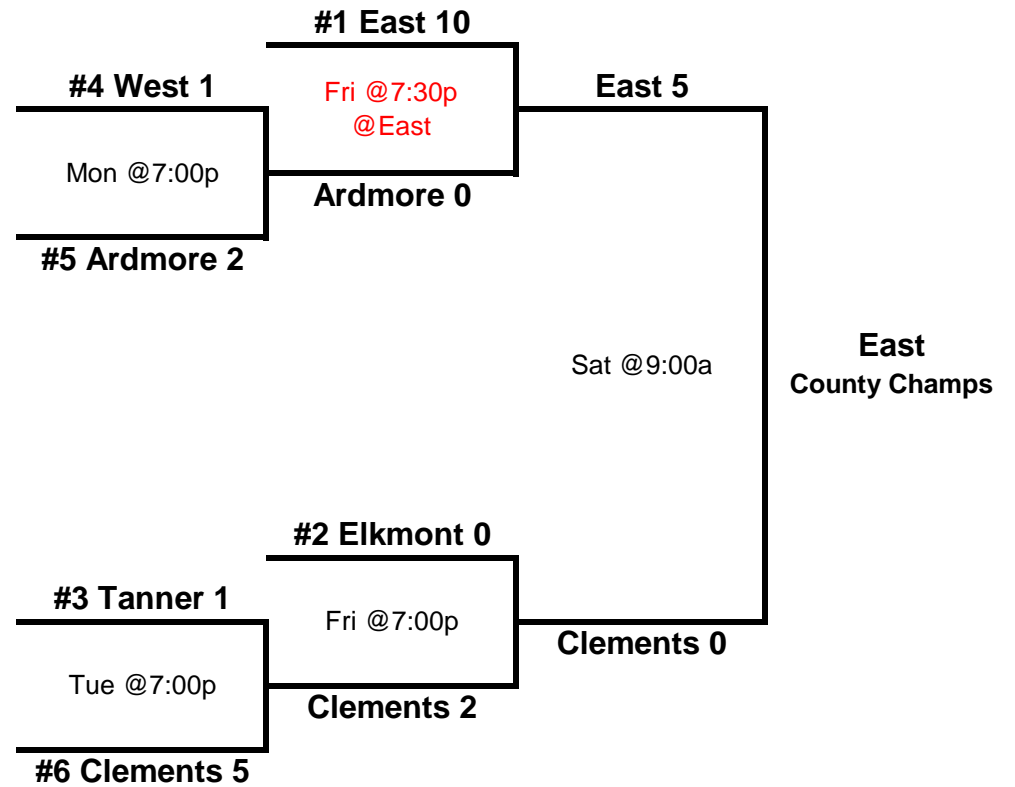 #1 East 10
#4 West 1
Fri @7:30p
@East
East 5
Mon @7:00p
Ardmore 0
#5 Ardmore 2
Sat @9:00a
East
County Champs
#2 Elkmont 0
#3 Tanner 1
Fri @7:00p
Clements 0
Tue @7:00p
Clements 2
#6 Clements 5